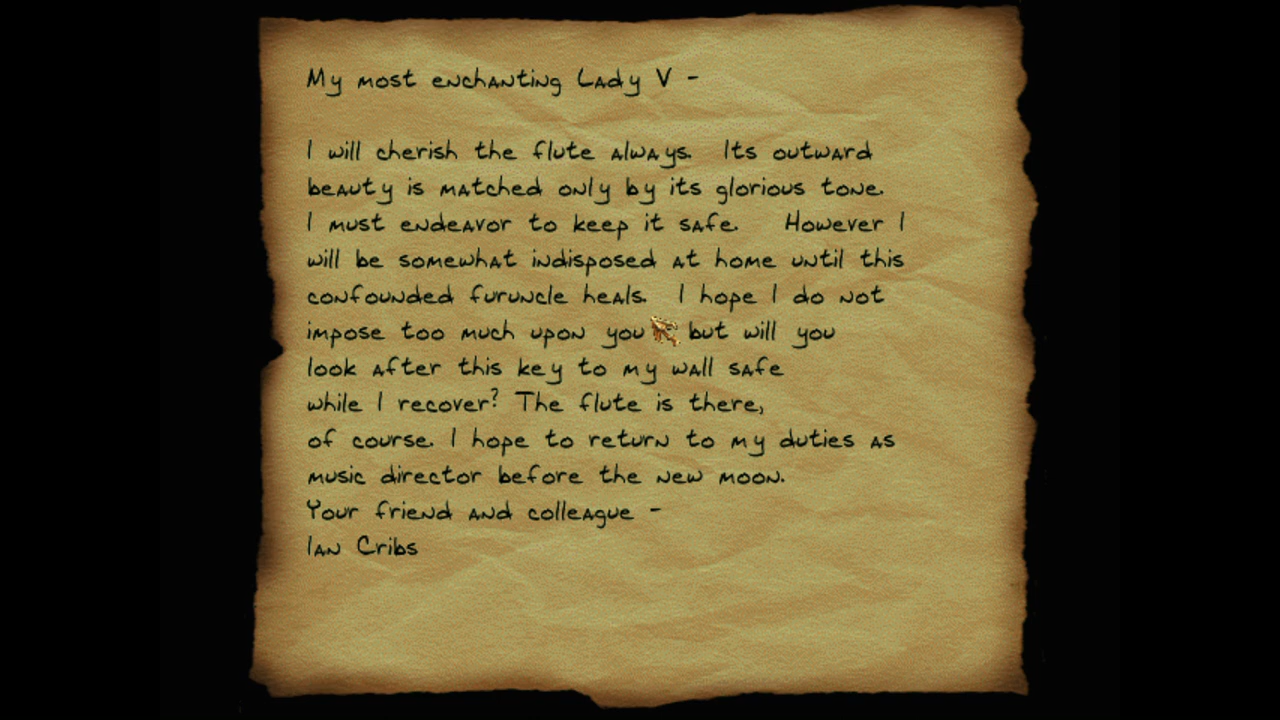 My most enchanting Lady V -
I will cherish the flute always. Its outward
beauty is matched only by its glorious tone.
I must endeavor to keep it safe. However I
will be somewhat indisposed at home until this
confounded furuncle heals. I hope I do not
impose too much upon you but will you
look after this key to my wall safe
while I recover? The flute is there,
of course. I hope to return to my duties as
music director before the new moon.
Your friend and colleague -
Ian Cribs